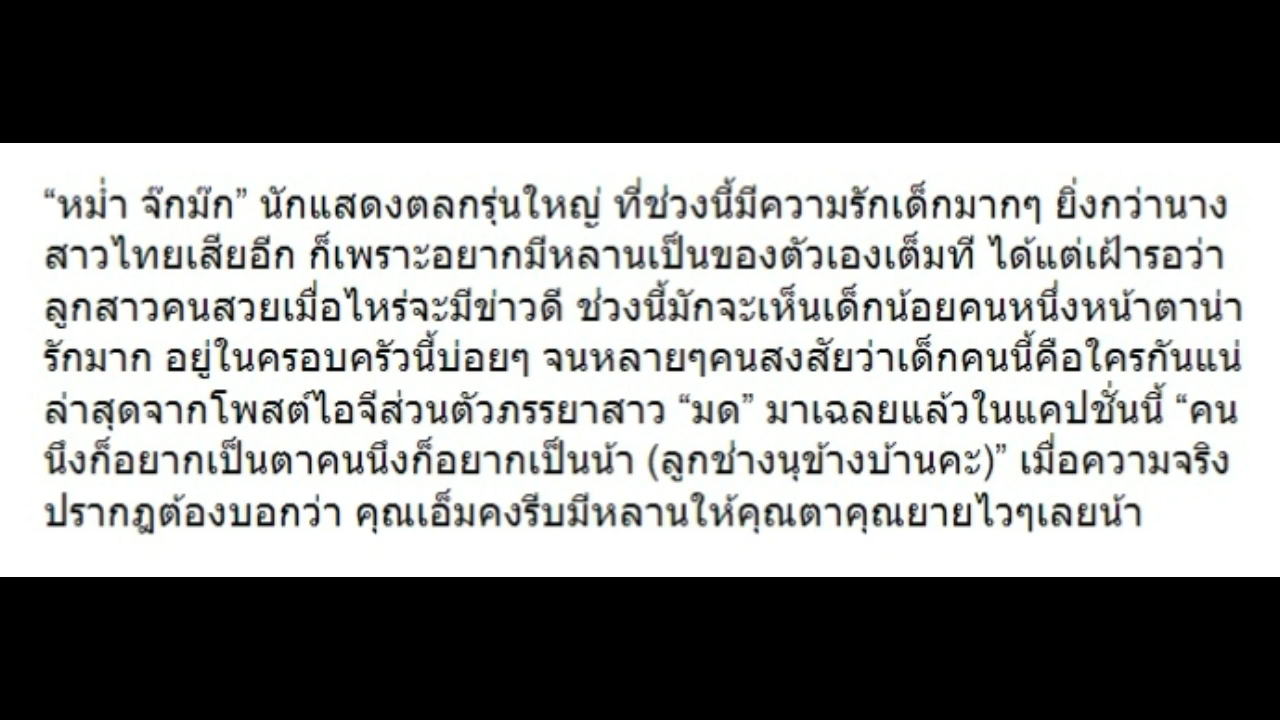 “หม่ำ จ๊กม๊ก” นักแสดงตลกรุ่นใหญ่ ที่ช่วงนี้มีความรักเด็กมากๆ ยิ่งกว่านาง
สาวไทยเสียอีก ก็เพราะอยากมีหลานเป็นของตัวเองเต็มที ได้แต่เฝ้ารอว่า
ลูกสาวคนสวยเมื่อไหร่จะมีข่าวดี ช่วงนี้มักจะเห็นเด็กน้อยคนหนึ่งหน้าตาน่า
รักมาก อยู่ในครอบครัวนี้บ่อยๆ จนหลายๆคนสงสัยว่าเด็กคนนี้คือใครกันแน่
ล่าสุดจากโพสต์ไอจีส่วนตัวภรรยาสาว “มด” มาเฉลยแล้วในแคปชั่นนี้ “คน
นึงก็อยากเป็นตาคนนึงก็อยากเป็นน้า (ลูกช่างนุข้างบ้านคะ)” เมื่อความจริง
ปรากฎต้องบอกว่า คุณเอ็มคงรีบมีหลานให้คุณตาคุณยายไวๆเลยน้า